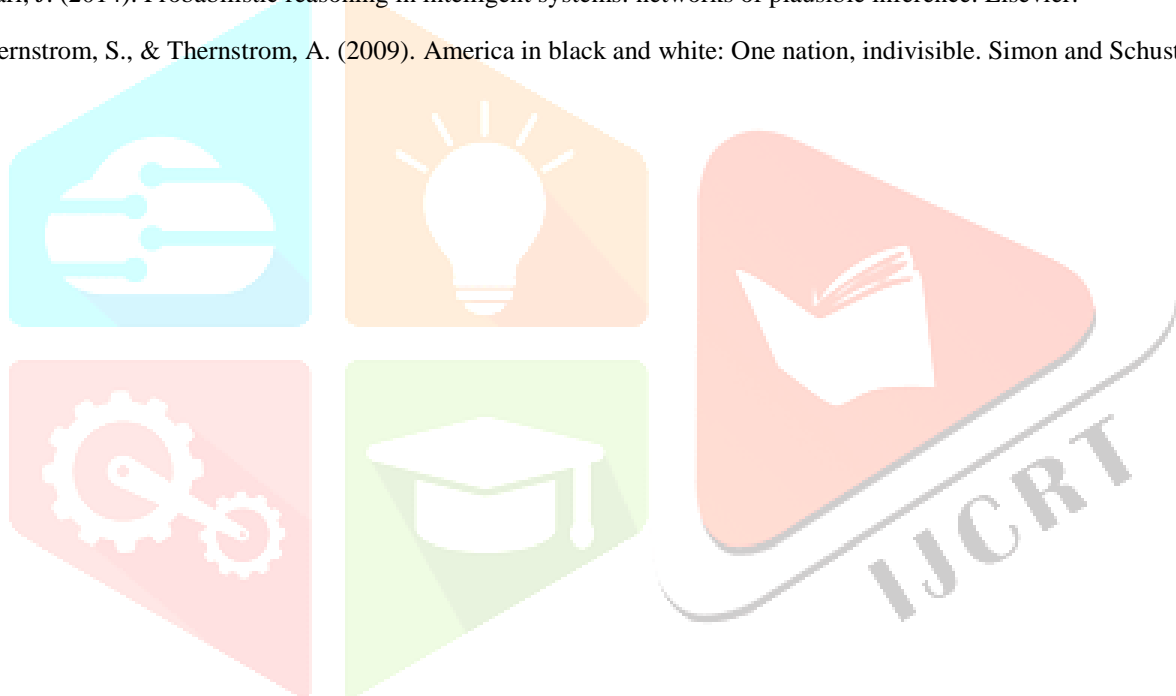 arl, J. (2014). Probabilistic reasoning in intelligent systems: networks of plausible inference. Elsevier.
ernstrom, S., & Thernstrom, A. (2009). America in black and white: One nation, indivisible. Simon and Schust
IJCRT